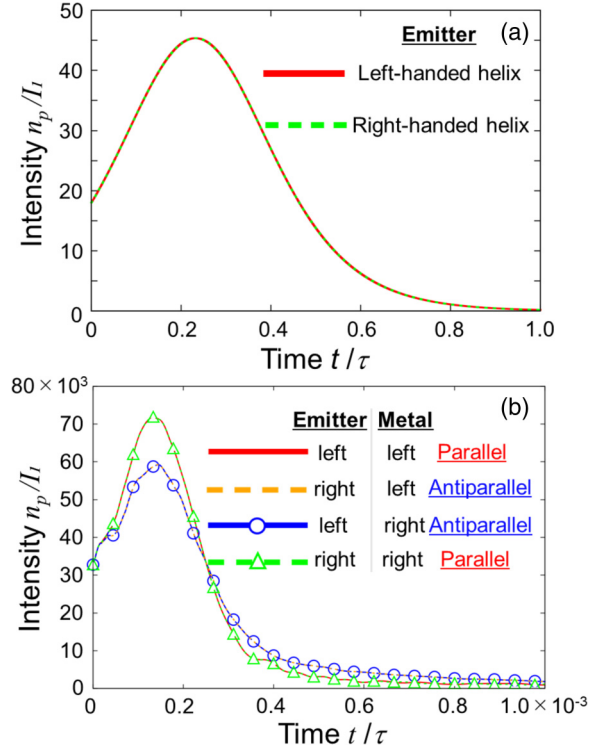 (a)
Intensity n_p/I_1
50
40
30
20
10
0
Emitter
Left-handed helix
Right-handed helix
0 0.2 0.4 0.6 0.8 1.0
Time t/τ
(b)
Intensity n_p/I_1
80 × 10³
70
60
50
40
30
20
10
0
Emitter Metal
left left Parallel
right left Antiparallel
left right Antiparallel
right right Parallel
0 0.2 0.4 0.6 0.8 1.0 × 10⁻³
Time t/τ